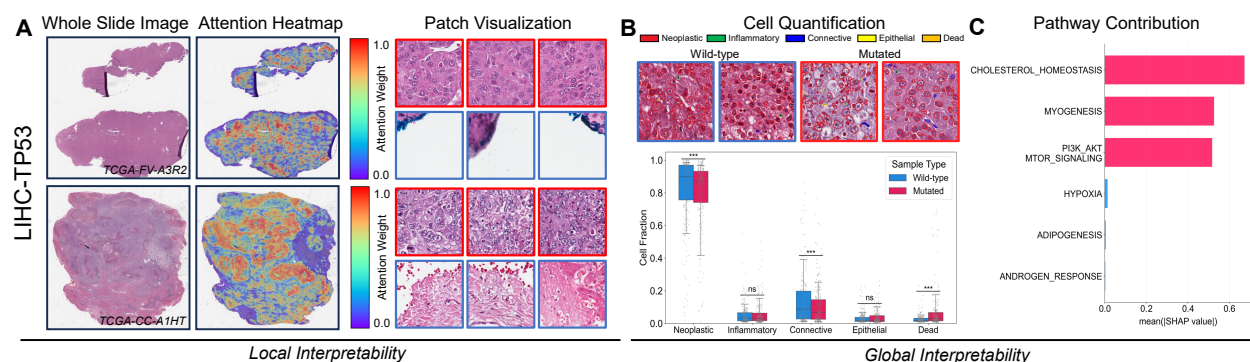 A
Whole Slide Image
Attention Heatmap
Patch Visualization
LIHC-TP53
TCGA-FV-A3R2
TCGA-CC-A1HT
1.0
Attention Weight
0.0
1.0
Attention Weight
0.0
Local Interpretability
B
Cell Quantification
Neoplastic
Inflammatory
Connective
Epithelial
Dead
Wild-type
Mutated
Cell Fraction
1.0
0.8
0.6
0.4
0.2
0.0
***
ns
***
ns
***
Sample Type
Wild-type
Mutated
Neoplastic
Inflammatory
Connective
Epithelial
Dead
C
Pathway Contribution
CHOLESTEROL_HOMEOSTASIS
MYOGENESIS
PI3K_AKT
MTOR_SIGNALING
HYPOXIA
ADIPOGENESIS
ANDROGEN_RESPONSE
0.0
0.2
0.4
0.6
mean(|SHAP value|)
Global Interpretability